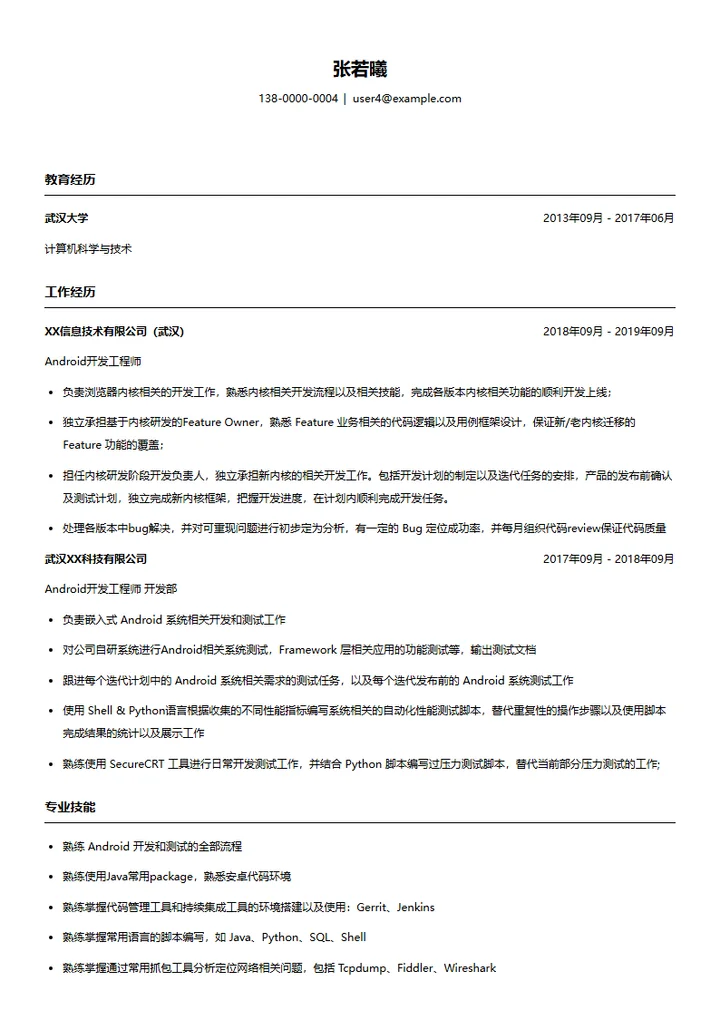 张若曦
138-0000-0004 | user4@example.com
教育经历
武汉大学 2013年09月 - 2017年06月
计算机科学与技术
工作经历
XX信息技术有限公司（武汉） 2018年09月 - 2019年09月
Android开发工程师
• 负责浏览器内核相关的开发工作，熟悉内核相关开发流程以及相关技能，完成各版本内核相关功能的顺利开发上线；
• 独立承担基于内核研发的Feature Owner，熟悉 Feature 业务相关的代码逻辑以及用例框架设计，保证新/老内核迁移的
Feature 功能的覆盖；
• 担任内核研发阶段开发负责人，独立承担新内核的相关开发工作。包括开发计划的制定以及迭代任务的安排，产品的发布前确认
及测试计划，独立完成新内核框架，把握开发进度，在计划内顺利完成开发任务。
• 处理各版本中bug解决，并对可重现问题进行初步定为分析，有一定的 Bug 定位成功率，并每月组织代码review保证代码质量
武汉XX科技有限公司 2017年09月 - 2018年09月
Android开发工程师 开发部
• 负责嵌入式 Android 系统相关开发和测试工作
• 对公司自研系统进行Android相关系统测试，Framework 层相关应用的功能测试等，输出测试文档
• 跟进每个迭代计划中的 Android 系统相关需求的测试任务，以及每个迭代发布前的 Android 系统测试工作
• 使用 Shell & Python语言根据收集的不同性能指标编写系统相关的自动化性能测试脚本，替代重复性的操作步骤以及使用脚本
完成结果的统计以及展示工作
• 熟练使用 SecureCRT 工具进行日常开发测试工作，并结合 Python 脚本编写过压力测试脚本，替代当前部分压力测试的工作;
专业技能
• 熟练 Android 开发和测试的全部流程
• 熟练使用Java常用package，熟悉安卓代码环境
• 熟练掌握代码管理工具和持续集成工具的环境搭建以及使用：Gerrit、Jenkins
• 熟练掌握常用语言的脚本编写，如 Java、Python、SQL、Shell
• 熟练掌握通过常用抓包工具分析定位网络相关问题，包括 Tcpdump、Fiddler、Wireshark